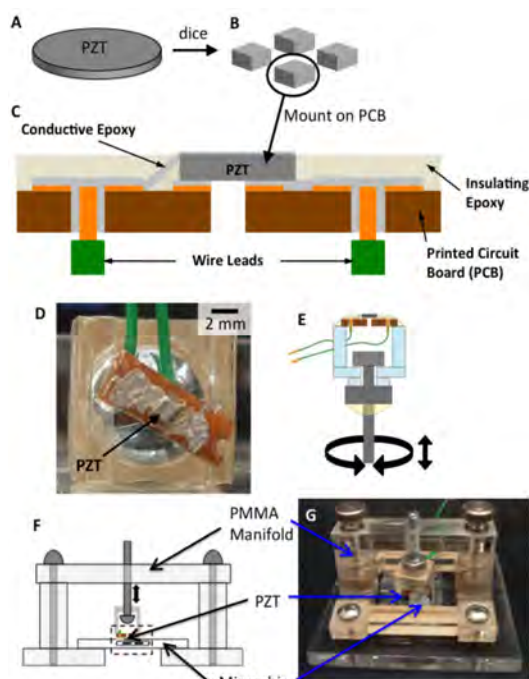 A
PZT
dice
B
Mount on PCB
C
Conductive Epoxy
PZT
Insulating
Epoxy
Wire Leads
Printed Circuit
Board (PCB)
D
2 mm
PZT
E
F
PMMA
Manifold
PZT
G